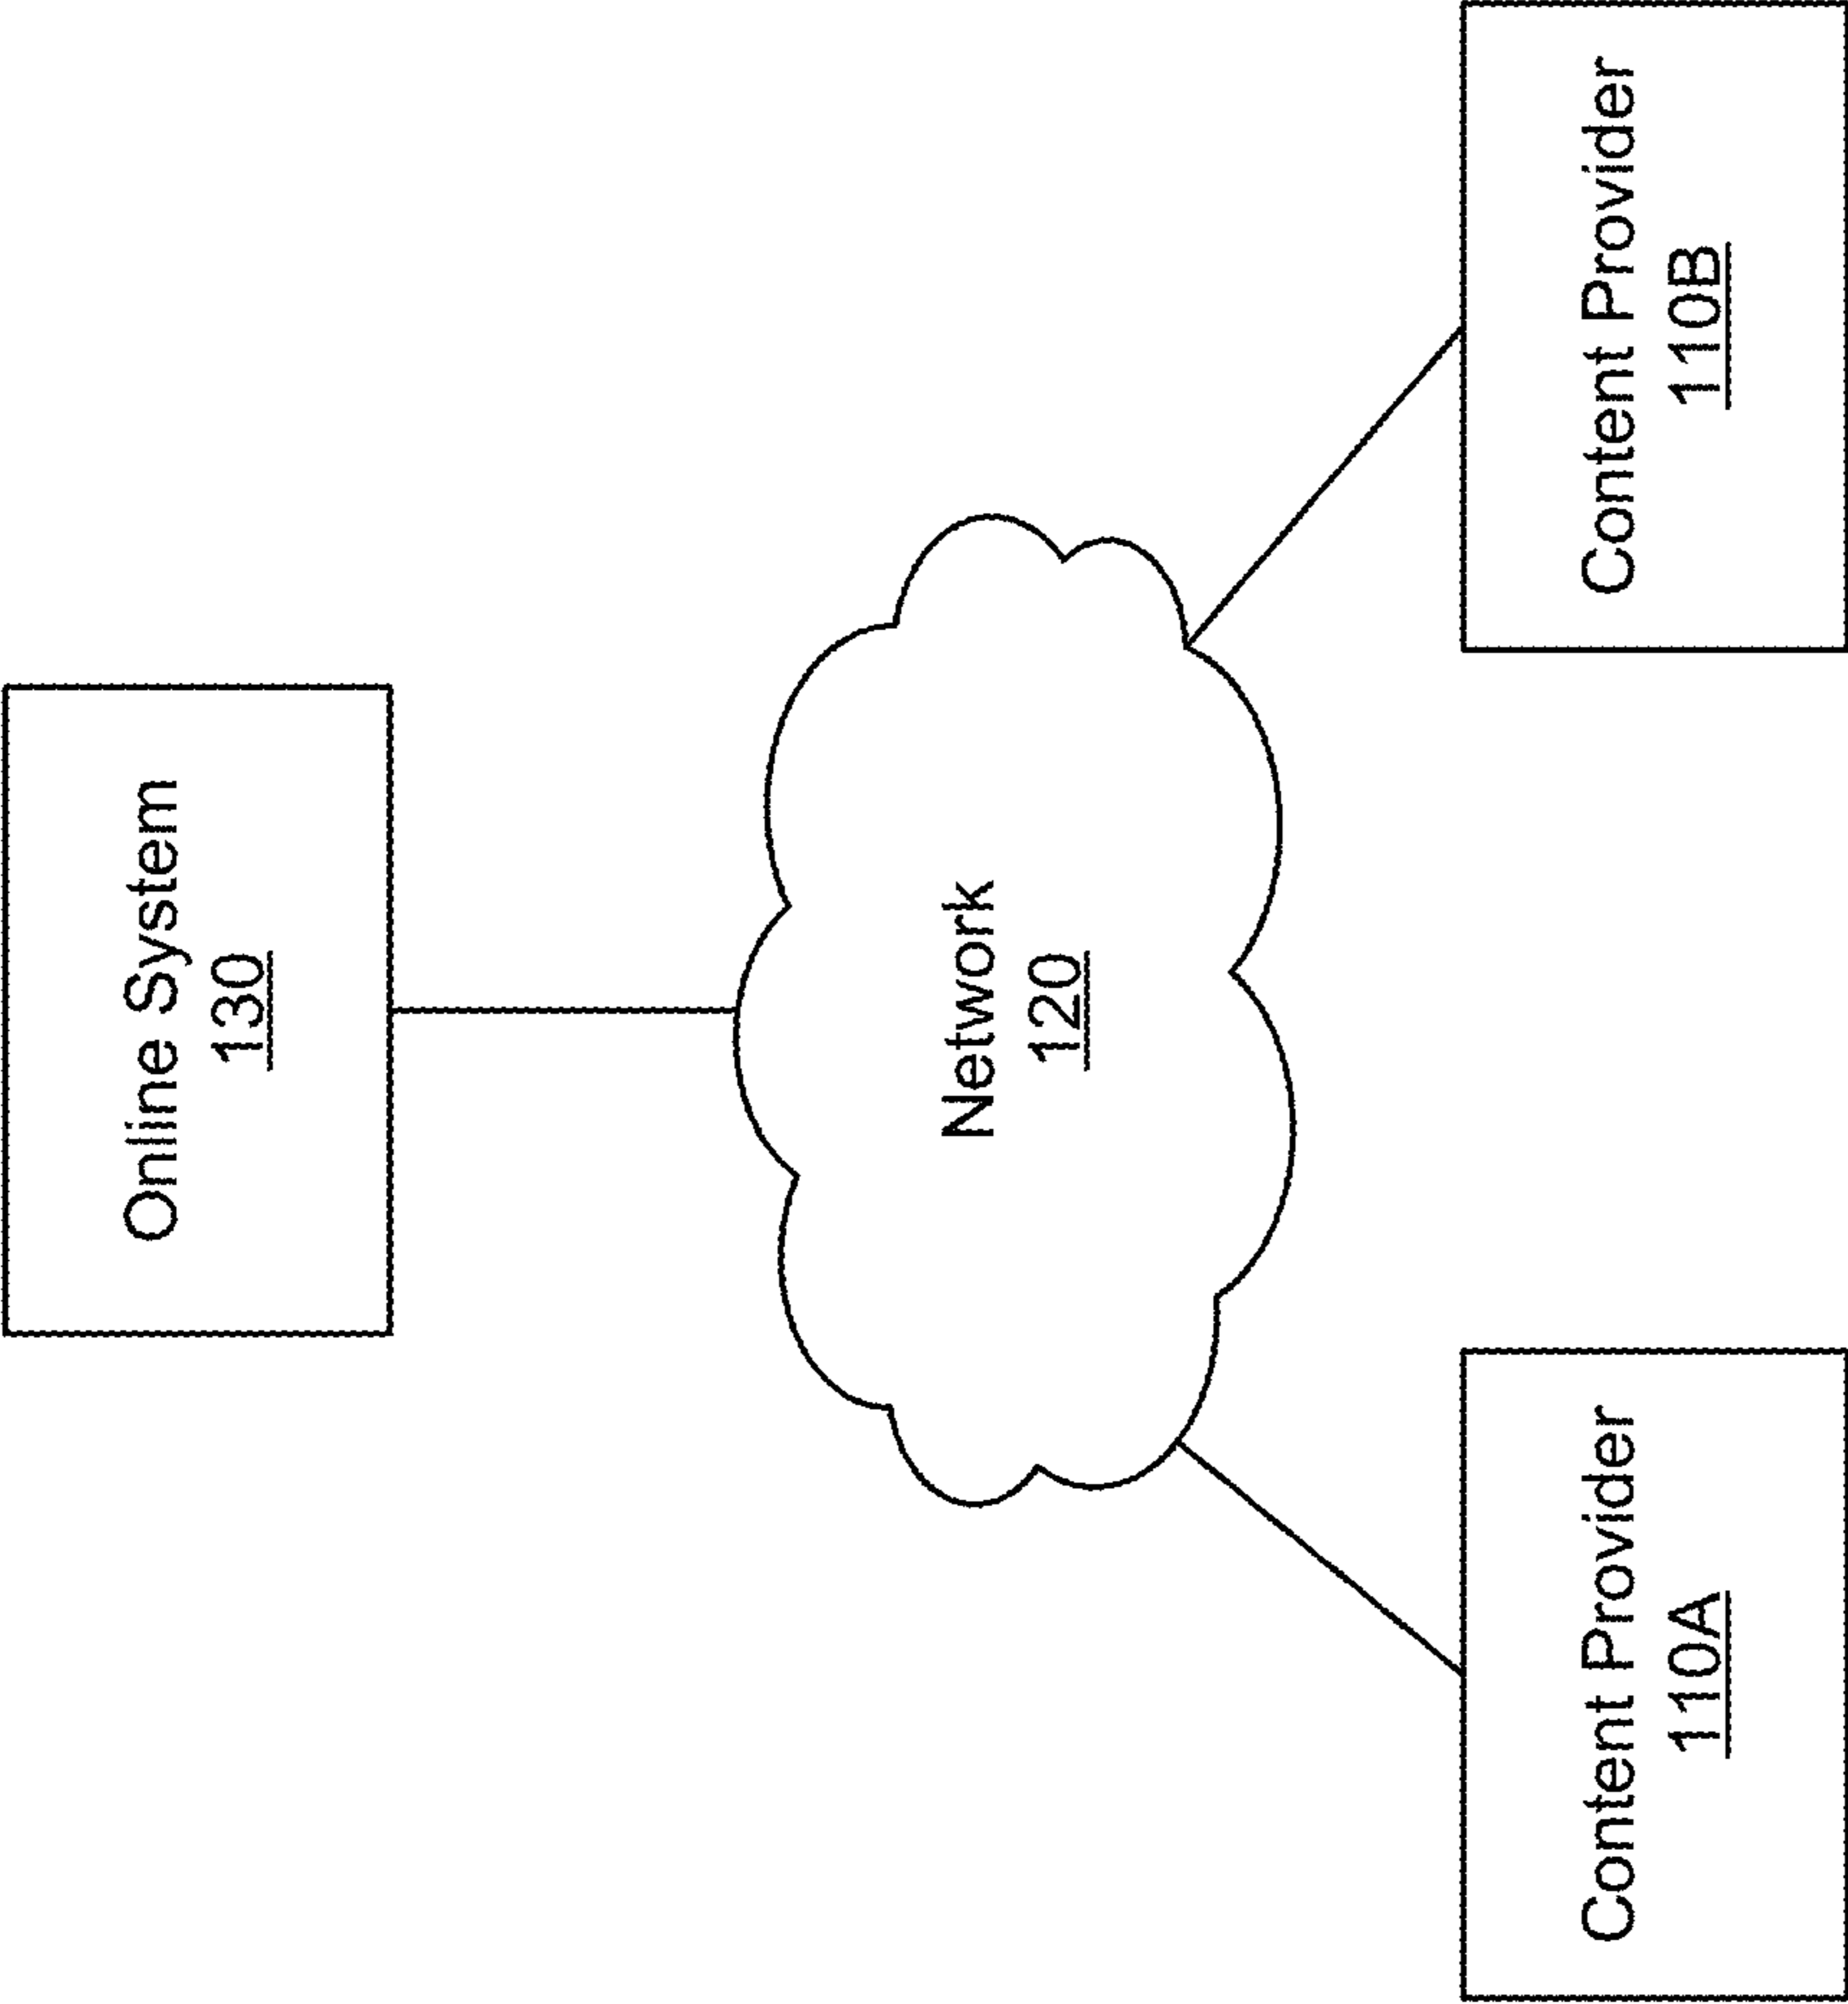 Online System
130
Network
120
Content Provider
110A
Content Provider
110B